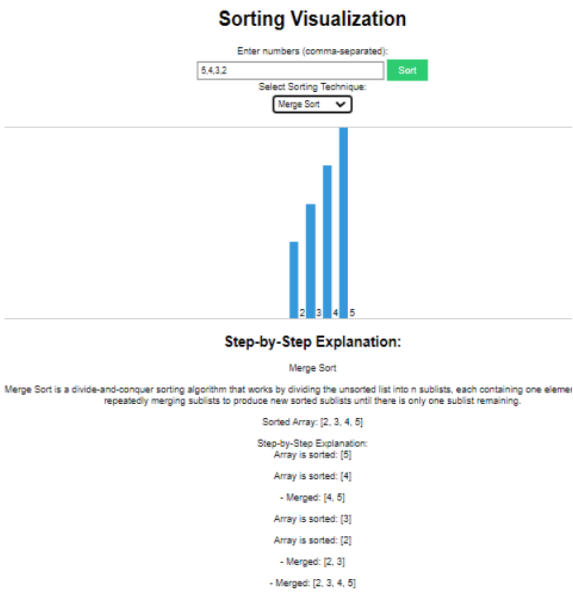 Sorting Visualization
Enter numbers (comma-separated):
5,4,3,2
Sort
Select Sorting Technique:
Merge Sort
2 3 4 5
Step-by-Step Explanation:
Merge Sort
Merge Sort is a divide-and-conquer sorting algorithm that works by dividing the unsorted list into n sublists, each containing one eleme
repeatedly merging sublists to produce new sorted sublists until there is only one sublist remaining.
Sorted Array: [2, 3, 4, 5]
Step-by-Step Explanation:
Array is sorted: [5]
Array is sorted: [4]
- Merged: [4, 5]
Array is sorted: [3]
Array is sorted: [2]
- Merged: [2, 3]
- Merged: [2, 3, 4, 5]